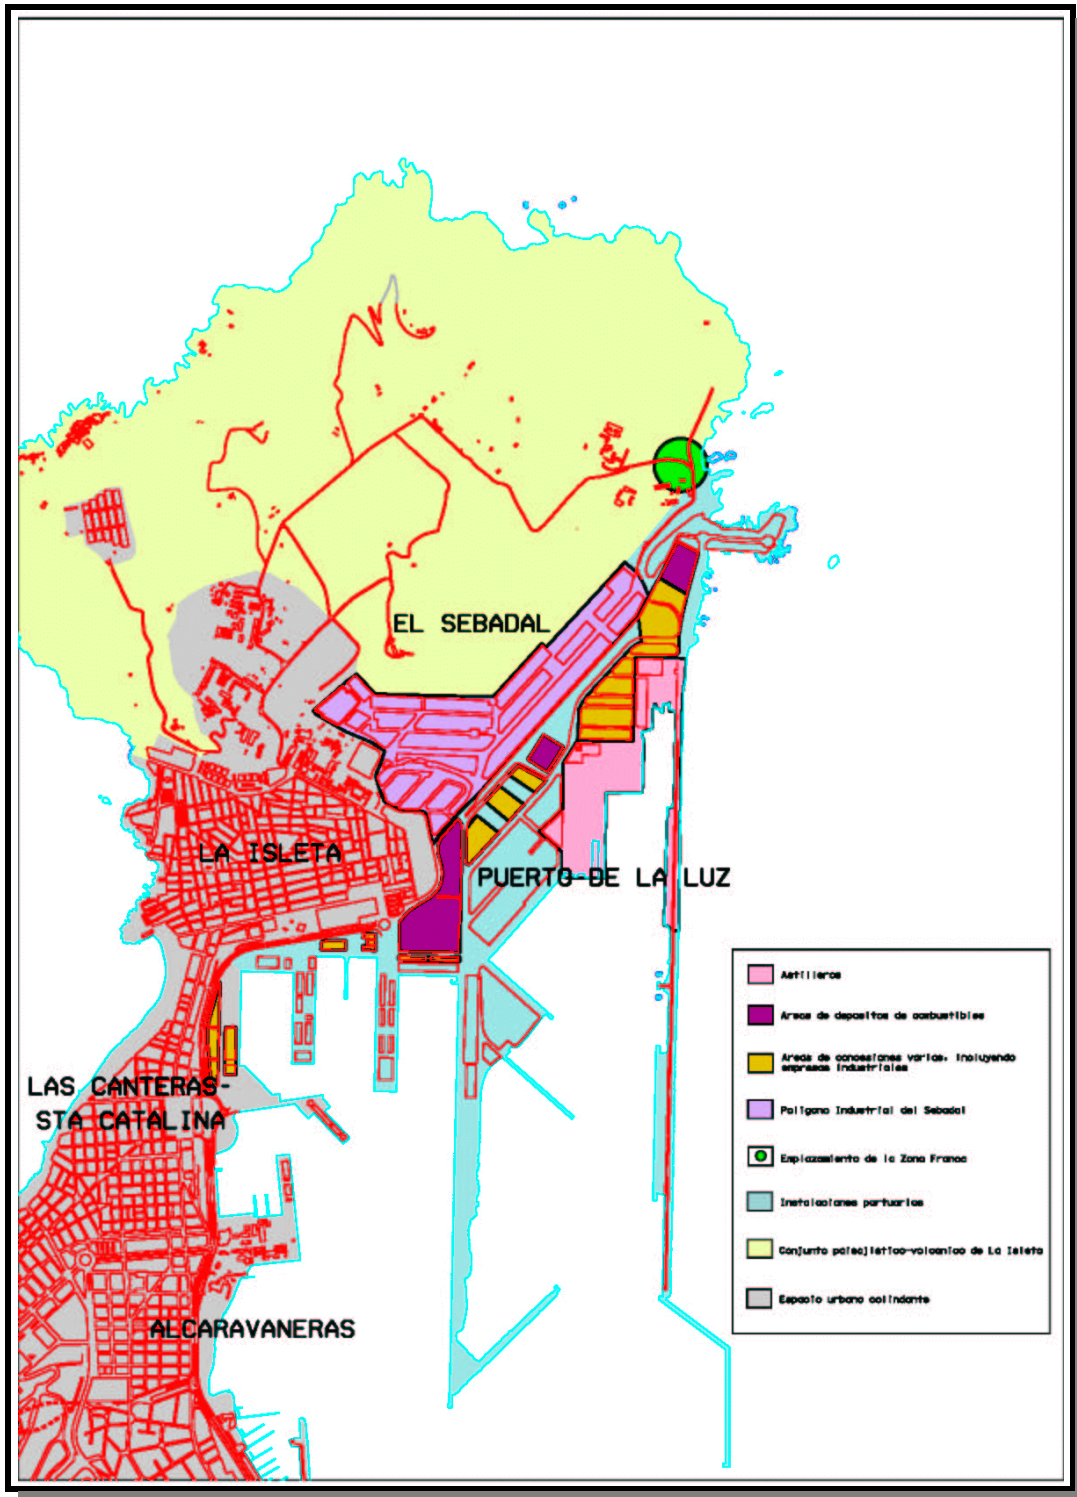 EL SEBADAL
LA ISLETA
PUERTO DE LA LUZ
LAS CANTERAS-
STA CATALINA
ALCARAVANERAS
Astilleros
Areas de depositos de combustibles
Areas de concesiones varias, incluyendo
empresas industriales
Poligono Industrial del Sebadal
Emplazamiento de la Zona Franca
Instalaciones portuarias
Conjunto paisajistico-volcanico de La Isleta
Espacio urbano colindante